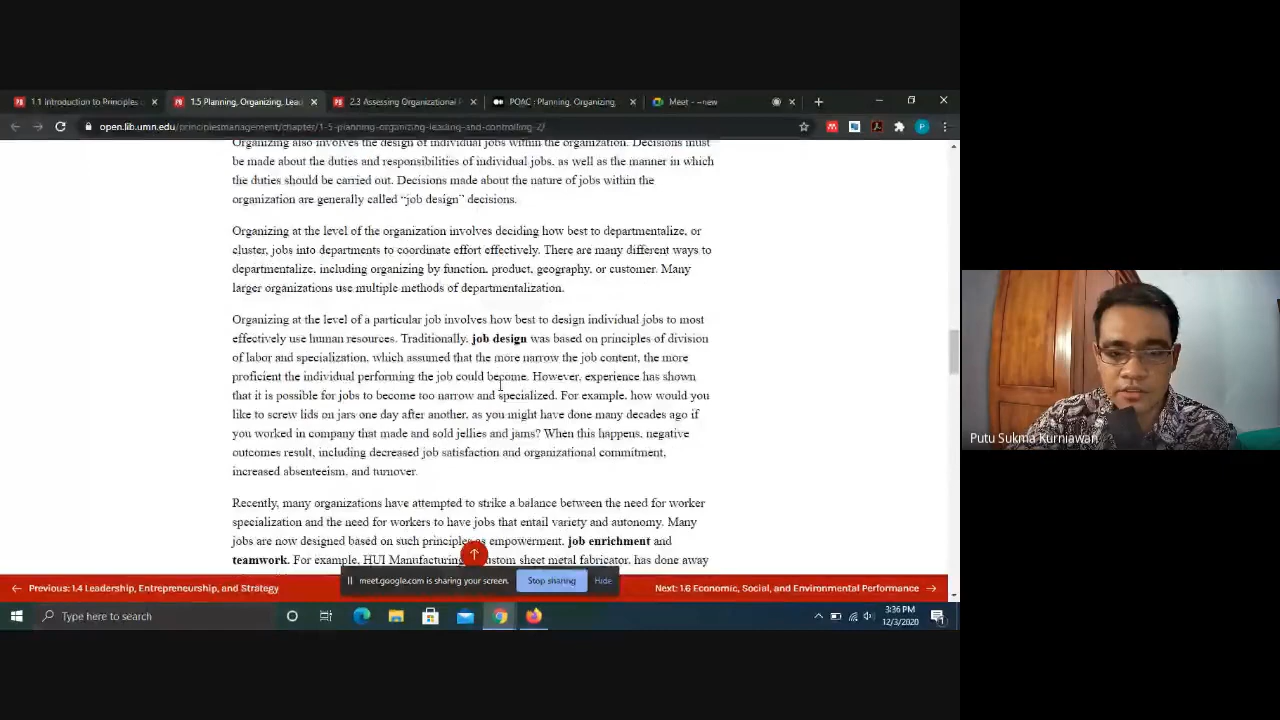 1.1 Introduction to Principles
1.5 Planning, Organizing, Lea
2.3 Assessing Organizational
POAC : Planning, Organizing,
Meet - --new
open.lib.umn.edu/principlesmanagement/chapter/1-5-planning-organizing-leading-and-controlling-2/
P
Organizing also involves the design of individual jobs within the organization. Decisions must
be made about the duties and responsibilities of individual jobs, as well as the manner in which
the duties should be carried out. Decisions made about the nature of jobs within the
organization are generally called “job design” decisions.
Organizing at the level of the organization involves deciding how best to departmentalize, or
cluster, jobs into departments to coordinate effort effectively. There are many different ways to
departmentalize, including organizing by function, product, geography, or customer. Many
larger organizations use multiple methods of departmentalization.
Organizing at the level of a particular job involves how best to design individual jobs to most
effectively use human resources. Traditionally, job design was based on principles of division
of labor and specialization, which assumed that the more narrow the job content, the more
proficient the individual performing the job could become. However, experience has shown
that it is possible for jobs to become too narrow and specialized. For example, how would you
like to screw lids on jars one day after another, as you might have done many decades ago if
you worked in company that made and sold jellies and jams? When this happens, negative
outcomes result, including decreased job satisfaction and organizational commitment,
increased absenteeism, and turnover.
Recently, many organizations have attempted to strike a balance between the need for worker
specialization and the need for workers to have jobs that entail variety and autonomy. Many
jobs are now designed based on such principles as empowerment, job enrichment and
teamwork. For example, HUI Manufacturing, custom sheet metal fabricator, has done away
meet.google.com is sharing your screen.
Stop sharing
Hide
Previous: 1.4 Leadership, Entrepreneurship, and Strategy
Next: 1.6 Economic, Social, and Environmental Performance
Type here to search
3:36 PM
12/3/2020
Putu Sukma Kurniawan